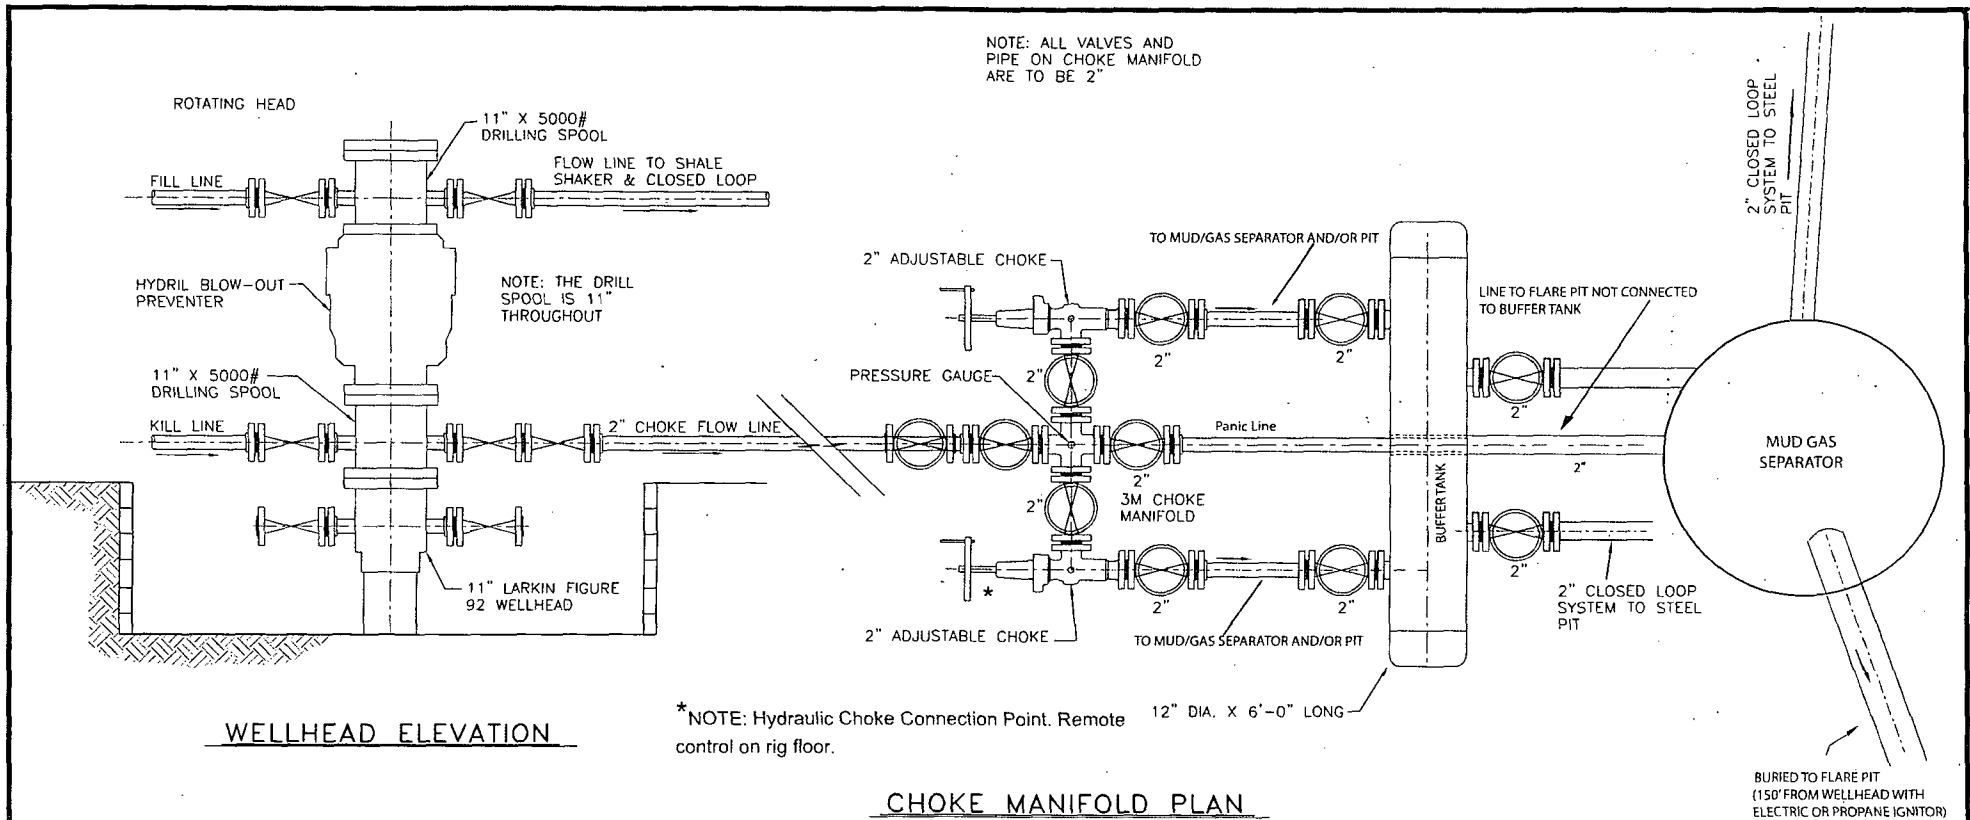 NOTE: ALL VALVES AND
PIPE ON CHOKE MANIFOLD
ARE TO BE 2"
ROTATING HEAD
11" X 5000#
DRILLING SPOOL
FILL LINE
FLOW LINE TO SHALE
SHAKER & CLOSED LOOP
HYDRIL BLOW-OUT
PREVENTER
NOTE: THE DRILL
SPOOL IS 11"
THROUGHOUT
11" X 5000#
DRILLING SPOOL
KILL LINE
2" CHOKE FLOW LINE
11" LARKIN FIGURE
92 WELLHEAD
WELLHEAD ELEVATION
2" ADJUSTABLE CHOKE
TO MUD/GAS SEPARATOR AND/OR PIT
2"
2"
2"
PRESSURE GAUGE
Panic Line
2"
2"
3M CHOKE
MANIFOLD
*
2"
2"
2" ADJUSTABLE CHOKE
TO MUD/GAS SEPARATOR AND/OR PIT
BUFFER TANK
12" DIA. X 6'-0" LONG
*NOTE: Hydraulic Choke Connection Point. Remote
control on rig floor.
CHOKE MANIFOLD PLAN
LINE TO FLARE PIT NOT CONNECTED
TO BUFFER TANK
2"
2"
2"
2" CLOSED LOOP
SYSTEM TO STEEL
PIT
2" CLOSED LOOP
SYSTEM TO STEEL
PIT
MUD GAS
SEPARATOR
BURIED TO FLARE PIT
(150' FROM WELLHEAD WITH
ELECTRIC OR PROPANE IGNITOR)